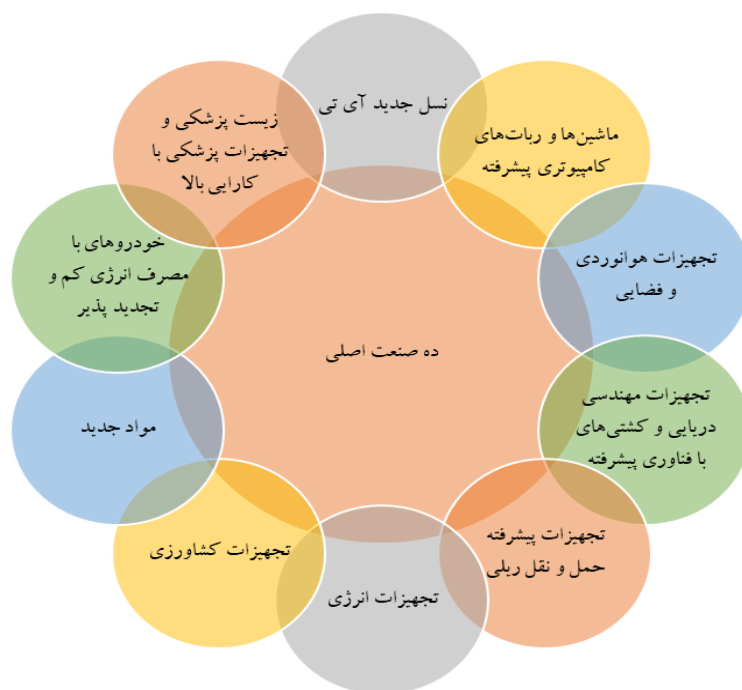 نسل جدید آی تی
ماشین‌ها و ربات‌های
کامپیوتری پیشرفته
تجهیزات هوانوردی
و فضایی
تجهیزات مهندسی
دریایی و کشتی‌های
با فناوری پیشرفته
تجهیزات پیشرفته
حمل و نقل ریلی
تجهیزات انرژی
تجهیزات کشاورزی
مواد جدید
خودروهای با
مصرف انرژی کم و
تجدید پذیر
زیست پزشکی و
تجهیزات پزشکی با
کارایی بالا
ده صنعت اصلی